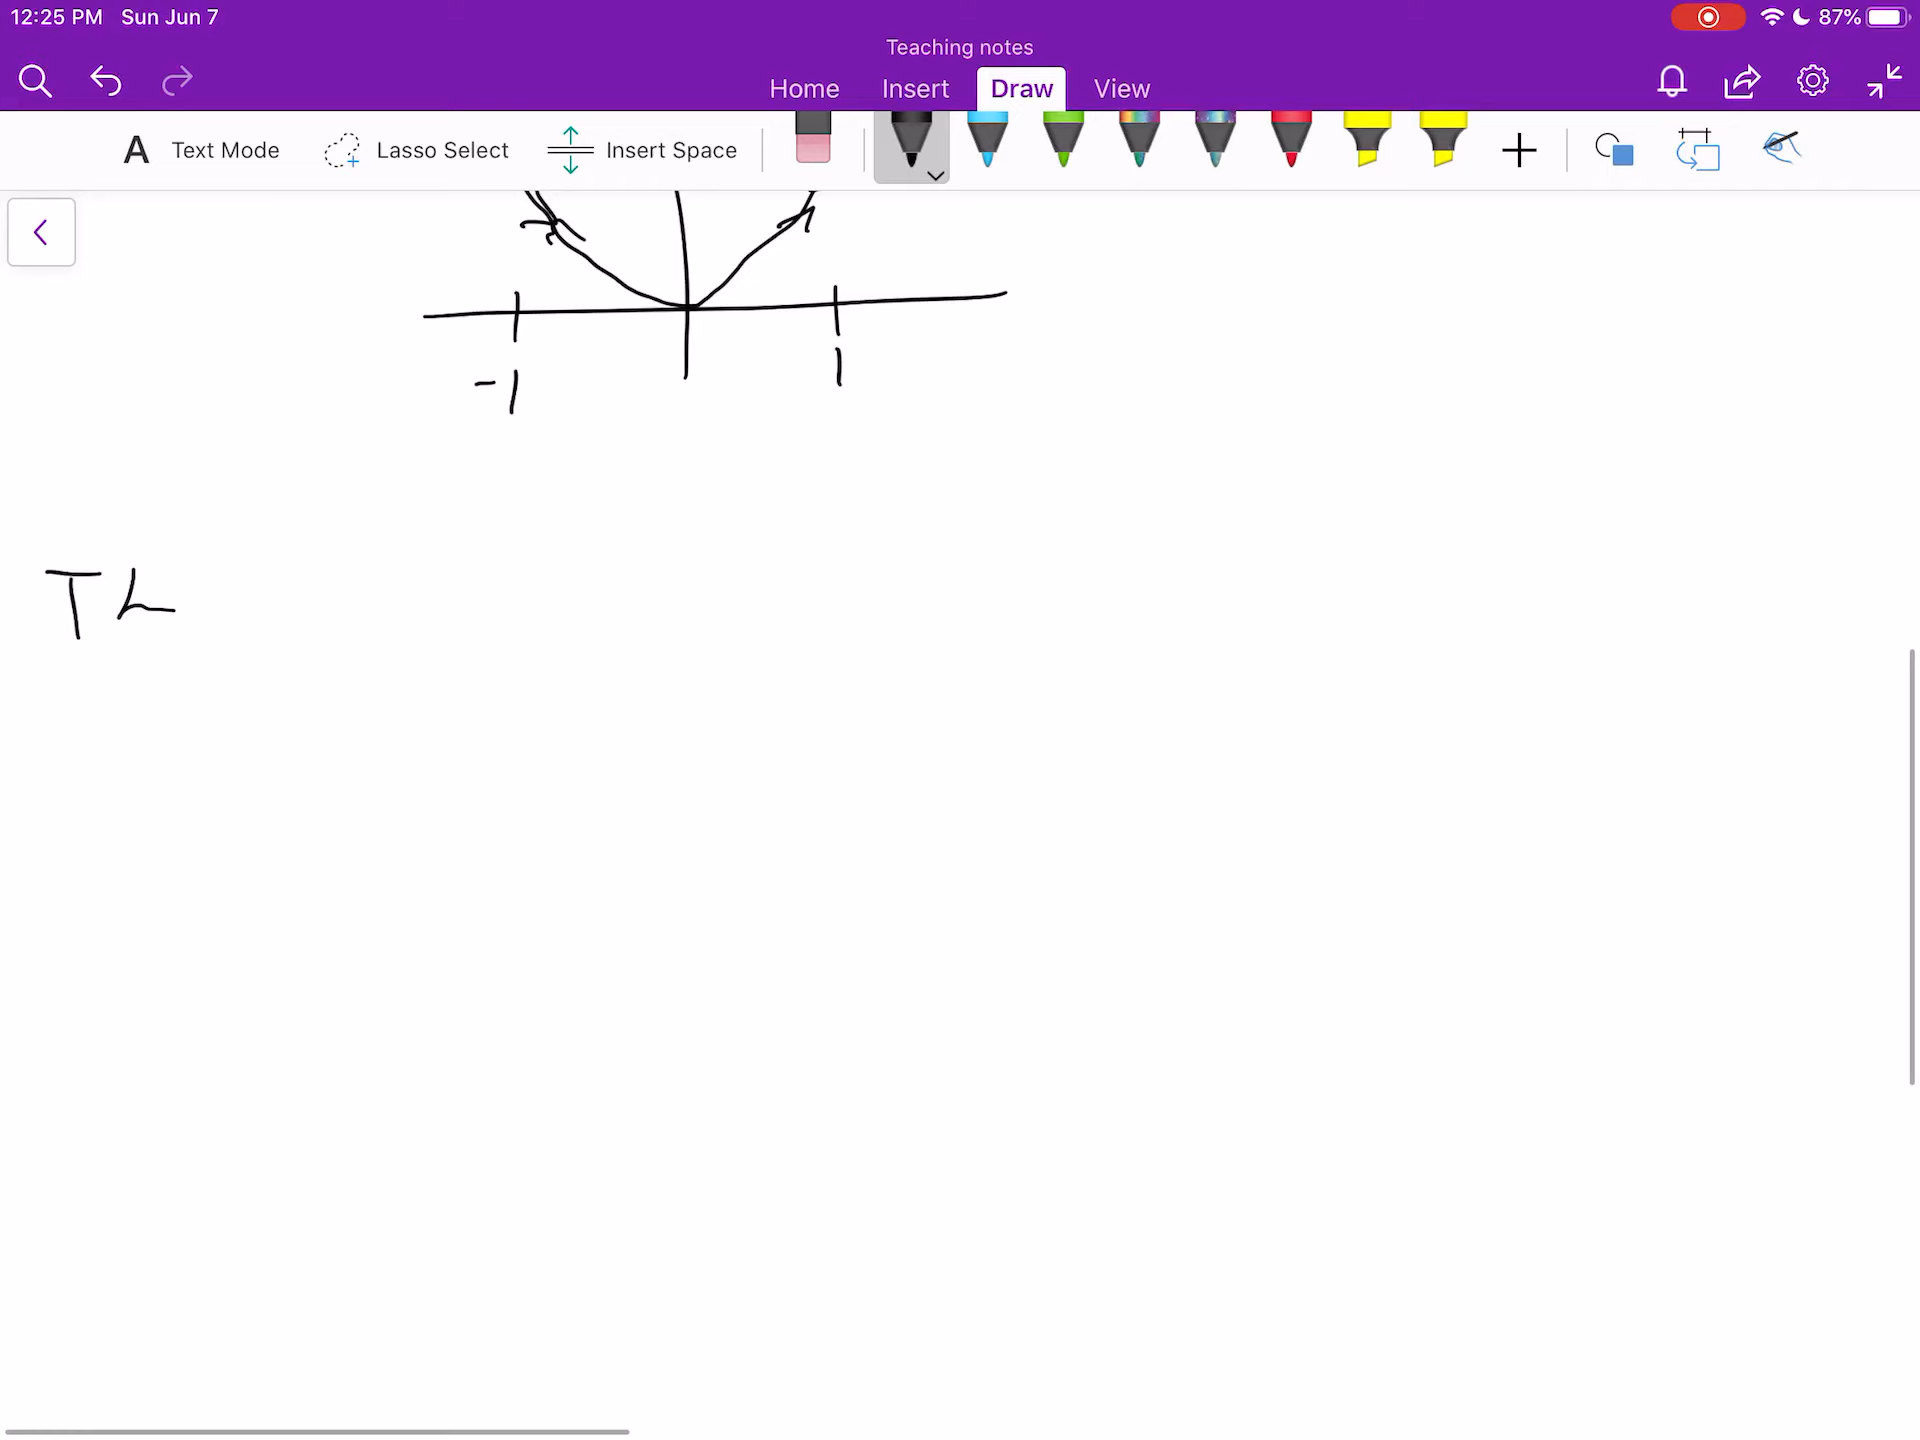 12:25 PM Sun Jun 7
87%
Teaching notes
Home Insert Draw View
A Text Mode Lasso Select Insert Space
-1 1
Th